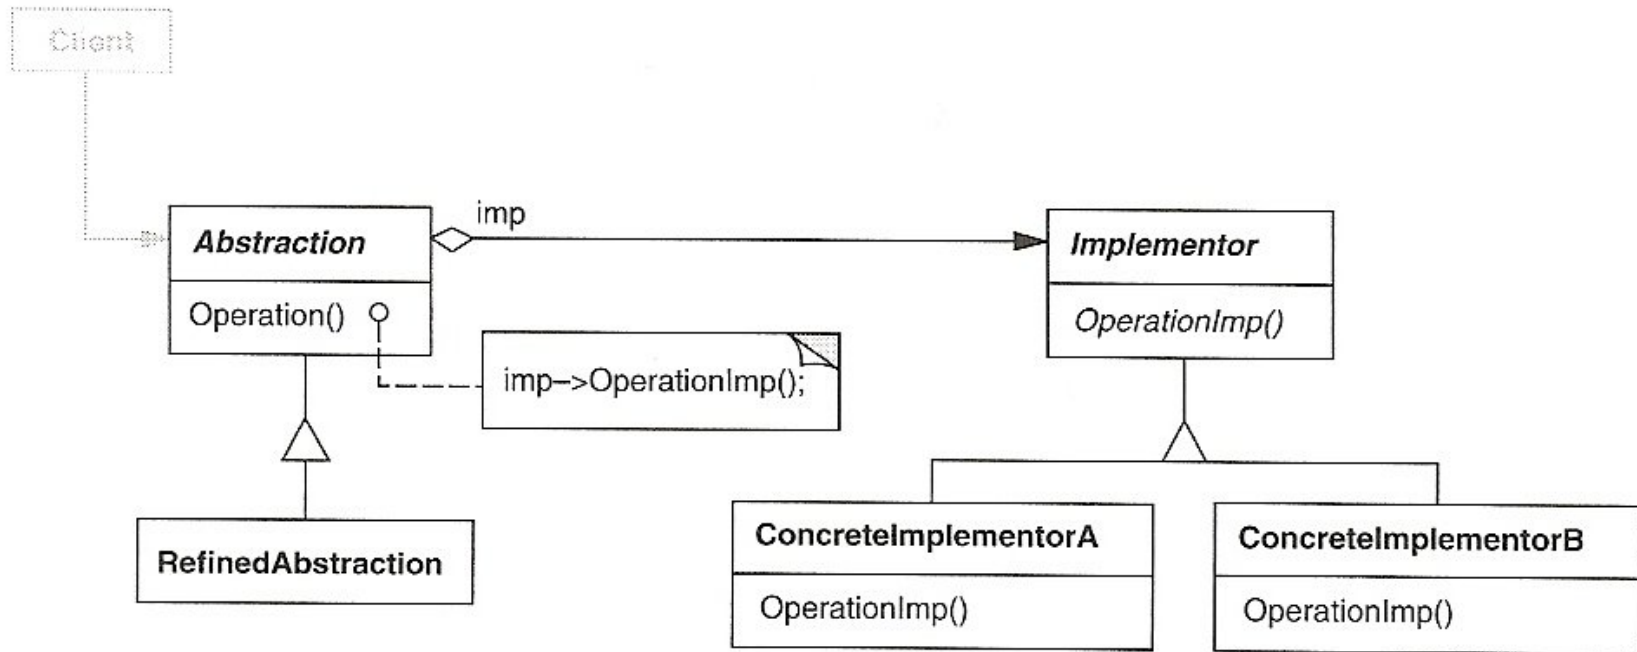 Client
imp
Abstraction
Operation()
imp–>OperationImp();
Implementor
OperationImp()
RefinedAbstraction
ConcreteImplementorA
OperationImp()
ConcreteImplementorB
OperationImp()